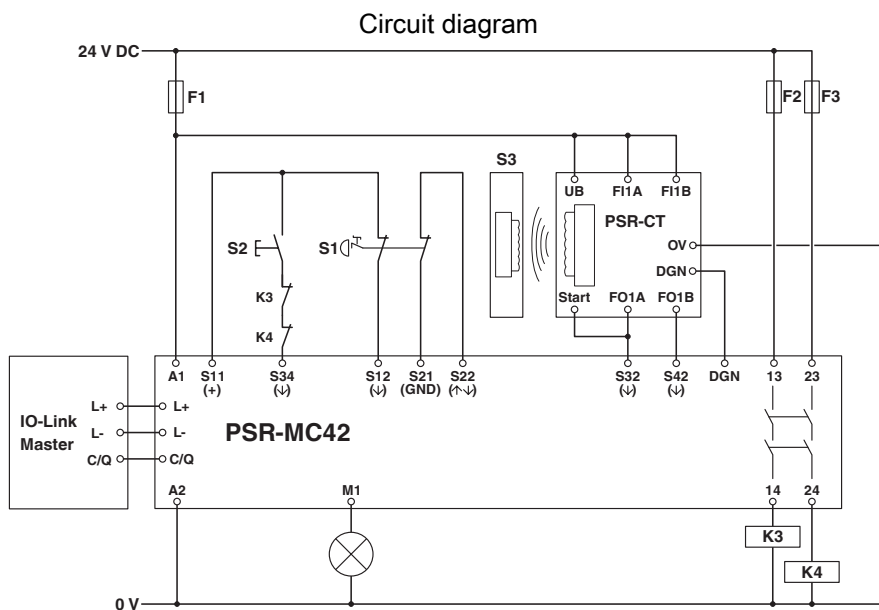 Circuit diagram
24 V DC
F1
F2
F3
S3
UB
FI1A
FI1B
PSR-CT
0V
DGN
Start
FO1A
FO1B
S2
S1
K3
K4
A1
S11
(+)
S34
(↓)
S12
(↓)
S21
(GND)
S22
(↑↓)
S32
(↓)
S42
(↓)
DGN
13
23
IO-Link
Master
L+
L+
L-
L-
C/Q
C/Q
PSR-MC42
A2
M1
14
24
K3
K4
0 V